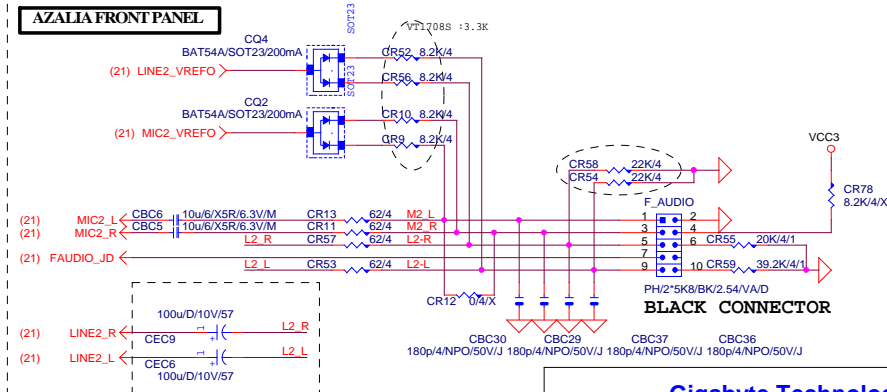 AZALIA FRONT PANEL
SOT23
VT1708S :3.3K
CQ4
BAT54A/SOT23/200mA
CR52 8.2K/4
(21) LINE2_VREFO
CR56 8.2K/4
SOT23
CQ2
BAT54A/SOT23/200mA
CR10 8.2K/4
(21) MIC2_VREFO
CR9 8.2K/4
VCC3
CR58 22K/4
CR54 22K/4
CR78
8.2K/4/X
F_AUDIO
(21) MIC2_L CBC6 10u/6/X5R/6.3V/M CR13 62/4 M2_L 1 2
(21) MIC2_R CBC5 10u/6/X5R/6.3V/M CR11 62/4 M2_R 3 4
L2_R CR57 62/4 L2-R 5 6 CR55 20K/4/1
(21) FAUDIO_JD 7
L2_L CR53 62/4 L2-L 9 10 CR59 39.2K/4/1
PH/2*5K8/BK/2.54/VA/D
BLACK CONNECTOR
CR12 0/4/X
100u/D/10V/57
(21) LINE2_R 1 L2_R
CEC9
(21) LINE2_L 1 L2_L
CEC6
100u/D/10V/57
CBC30 CBC29 CBC37 CBC36
180p/4/NPO/50V/J 180p/4/NPO/50V/J 180p/4/NPO/50V/J 180p/4/NPO/50V/J